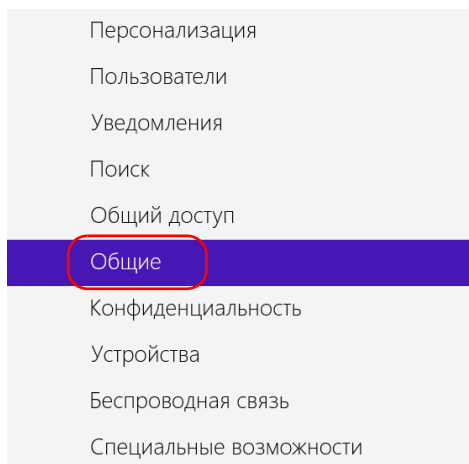 Персонализация
Пользователи
Уведомления
Поиск
Общий доступ
Общие
Конфиденциальность
Устройства
Беспроводная связь
Специальные возможности